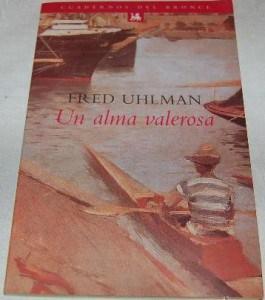 CUADERNOS DEL BRONCE
FRED UHLMAN
Un alma valerosa